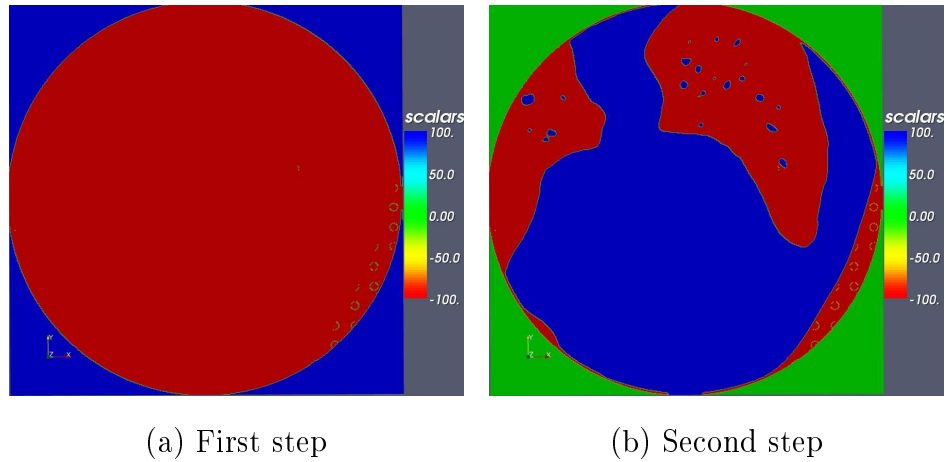 scalars
100.
50.0
0.00
-50.0
-100.
Y
Z X
scalars
100.
50.0
0.00
-50.0
-100.
Y
Z X
(a) First step
(b) Second step